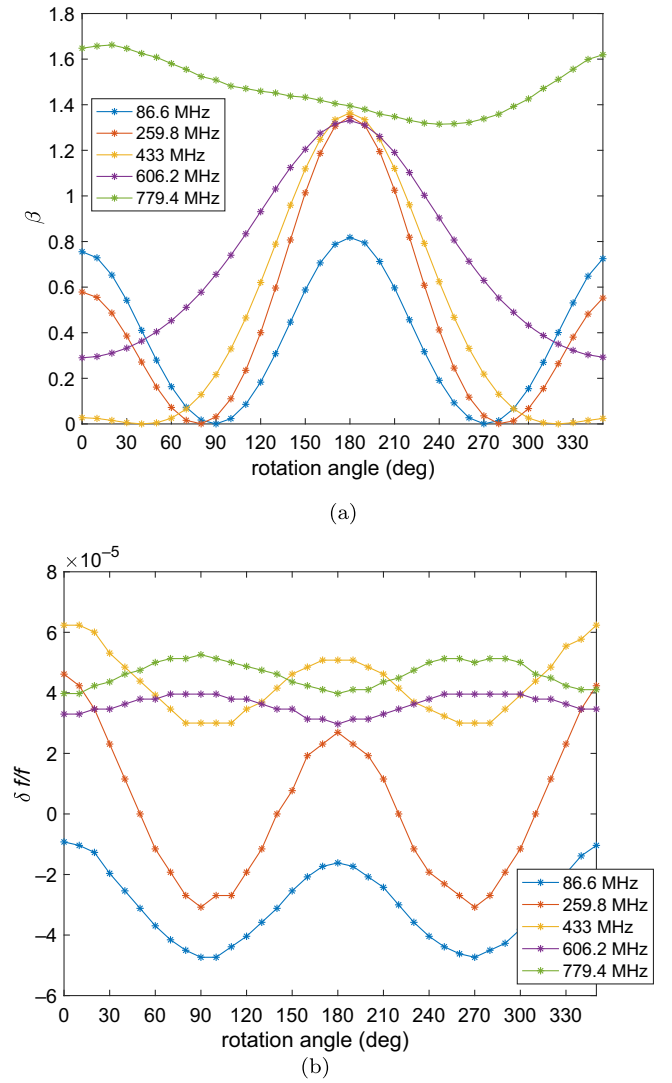 1.8
1.6
1.4
1.2
1
0.8
0.6
0.4
0.2
0
β
86.6 MHz
259.8 MHz
433 MHz
606.2 MHz
779.4 MHz
0 30 60 90 120 150 180 210 240 270 300 330
rotation angle (deg)
(a)
×10⁻⁵
8
6
4
2
0
−2
−4
−6
δ f/f
86.6 MHz
259.8 MHz
433 MHz
606.2 MHz
779.4 MHz
0 30 60 90 120 150 180 210 240 270 300 330
rotation angle (deg)
(b)